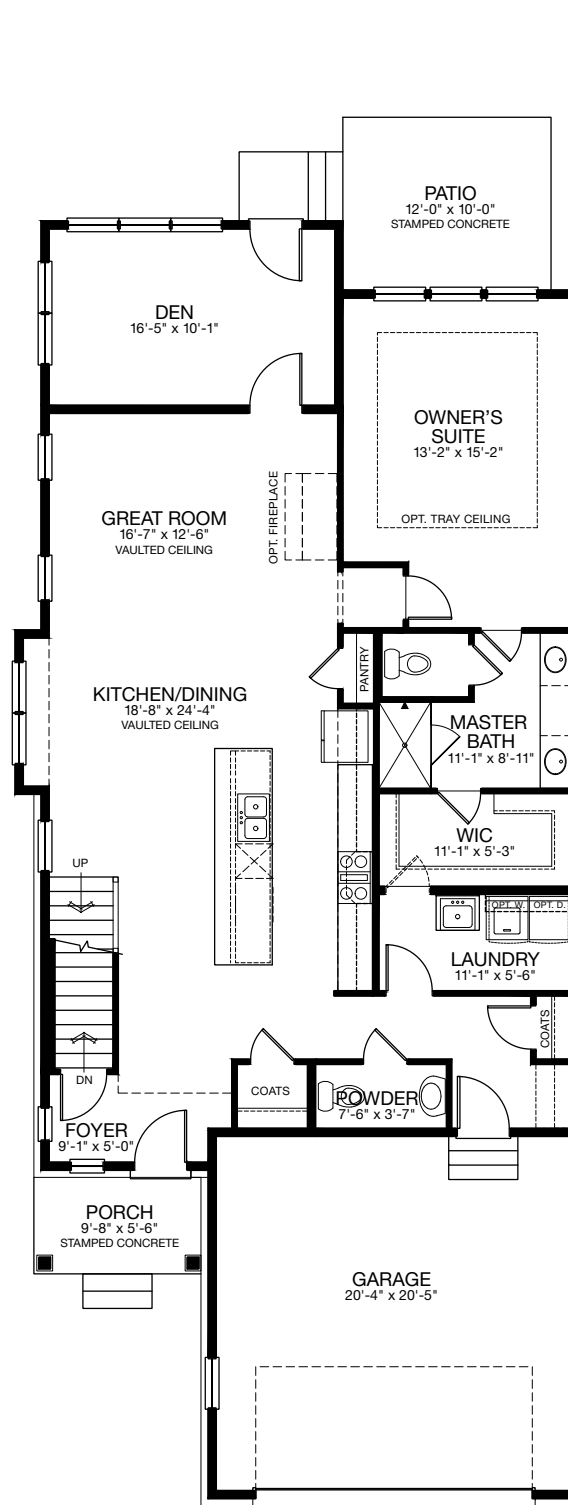 PATIO
12'-0" x 10'-0"
STAMPED CONCRETE
DEN
16'-5" x 10'-1"
OWNER'S
SUITE
13'-2" x 15'-2"
OPT. TRAY CEILING
OPT. FIREPLACE
GREAT ROOM
16'-7" x 12'-6"
VAULTED CEILING
PANTRY
KITCHEN/DINING
18'-8" x 24'-4"
VAULTED CEILING
MASTER
BATH
11'-1" x 8'-11"
WIC
11'-1" x 5'-3"
UP
OPT. W.
OPT. D.
LAUNDRY
11'-1" x 5'-6"
COATS
DN
COATS
POWDER
7'-6" x 3'-7"
FOYER
9'-1" x 5'-0"
PORCH
9'-8" x 5'-6"
STAMPED CONCRETE
GARAGE
20'-4" x 20'-5"